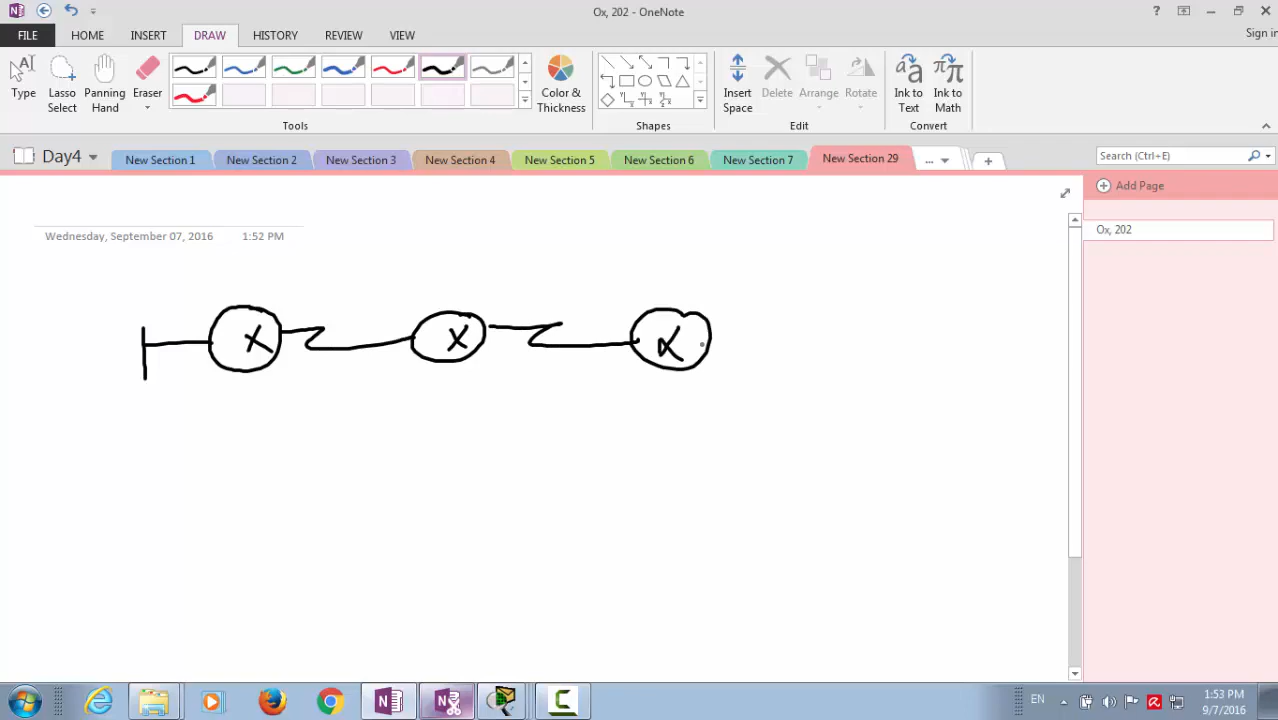 Ox, 202 - OneNote
Sign in
FILE HOME INSERT DRAW HISTORY REVIEW VIEW
Type
Lasso Select
Panning Hand
Eraser
Color & Thickness
Insert Space
Delete
Arrange
Rotate
Ink to Text
Ink to Math
Tools
Shapes
Edit
Convert
Day4
New Section 1
New Section 2
New Section 3
New Section 4
New Section 5
New Section 6
New Section 7
New Section 29
...
Search (Ctrl+E)
Add Page
Ox, 202
Wednesday, September 07, 2016 1:52 PM
X X X
EN
1:53 PM
9/7/2016